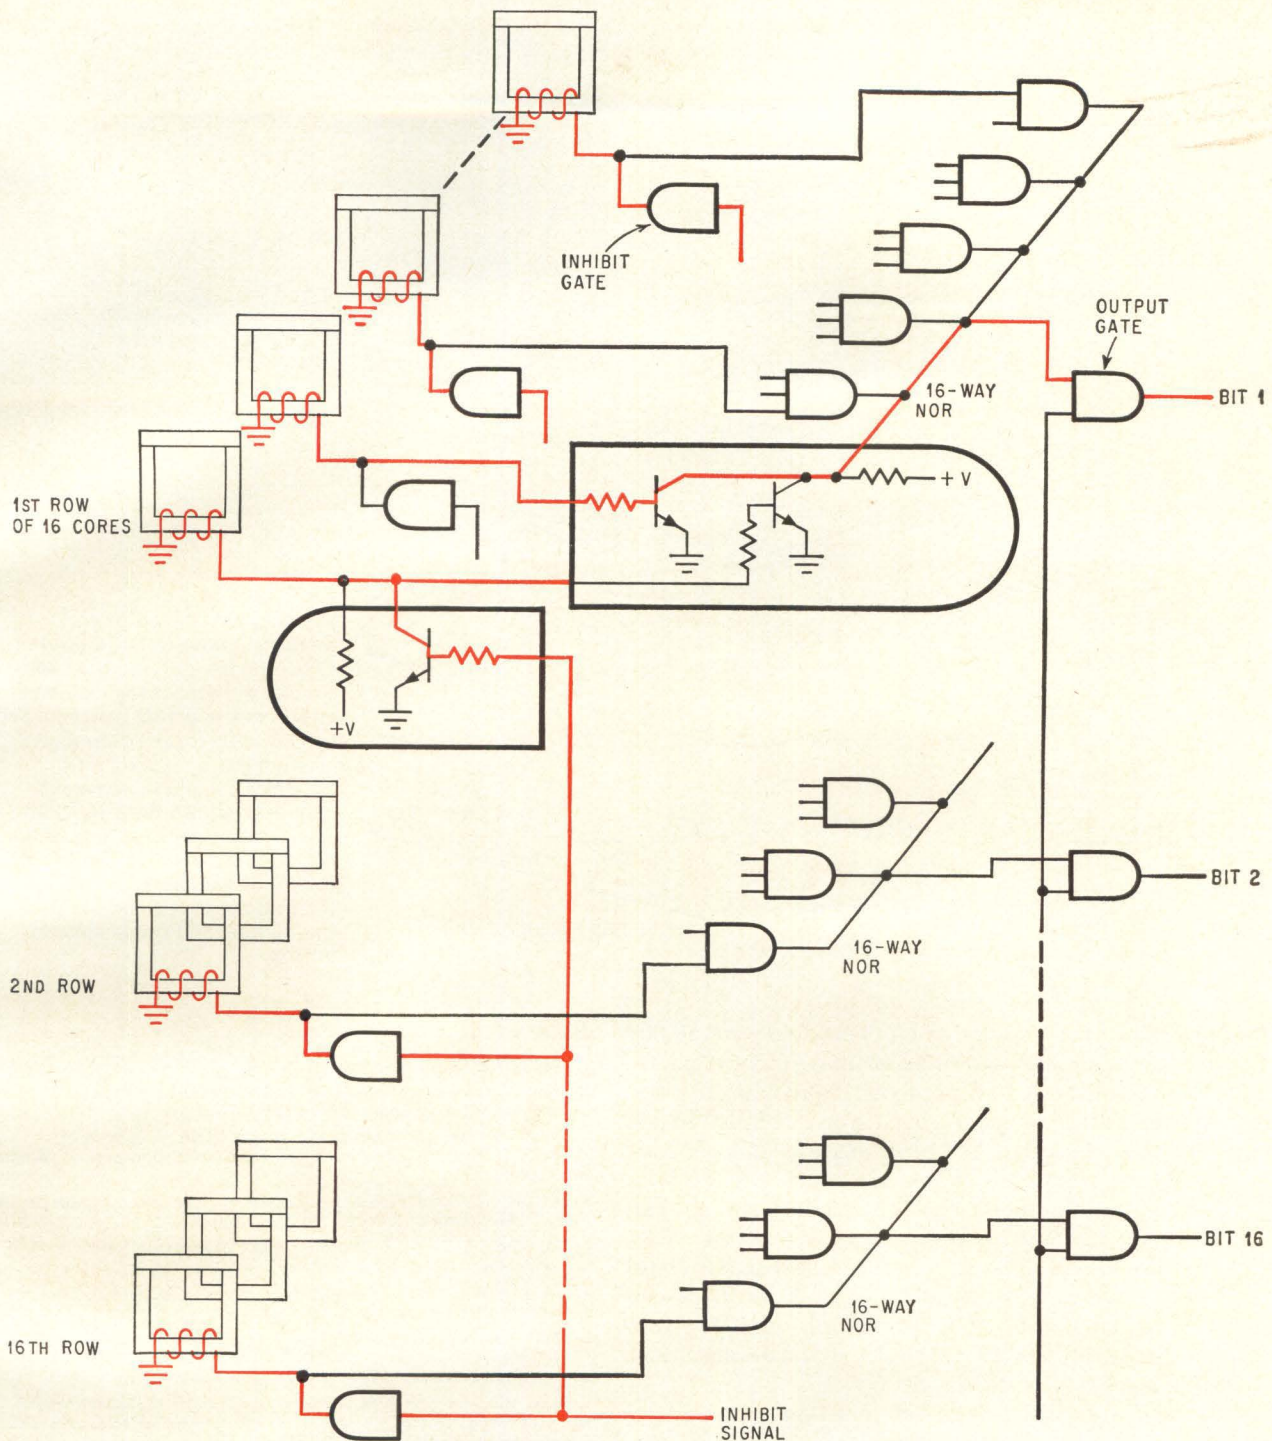 INHIBIT
GATE
OUTPUT
GATE
16-WAY
NOR
BIT 1
+ V
1ST ROW
OF 16 CORES
+V
BIT 2
16-WAY
NOR
2ND ROW
BIT 16
16-WAY
NOR
16TH ROW
INHIBIT
SIGNAL